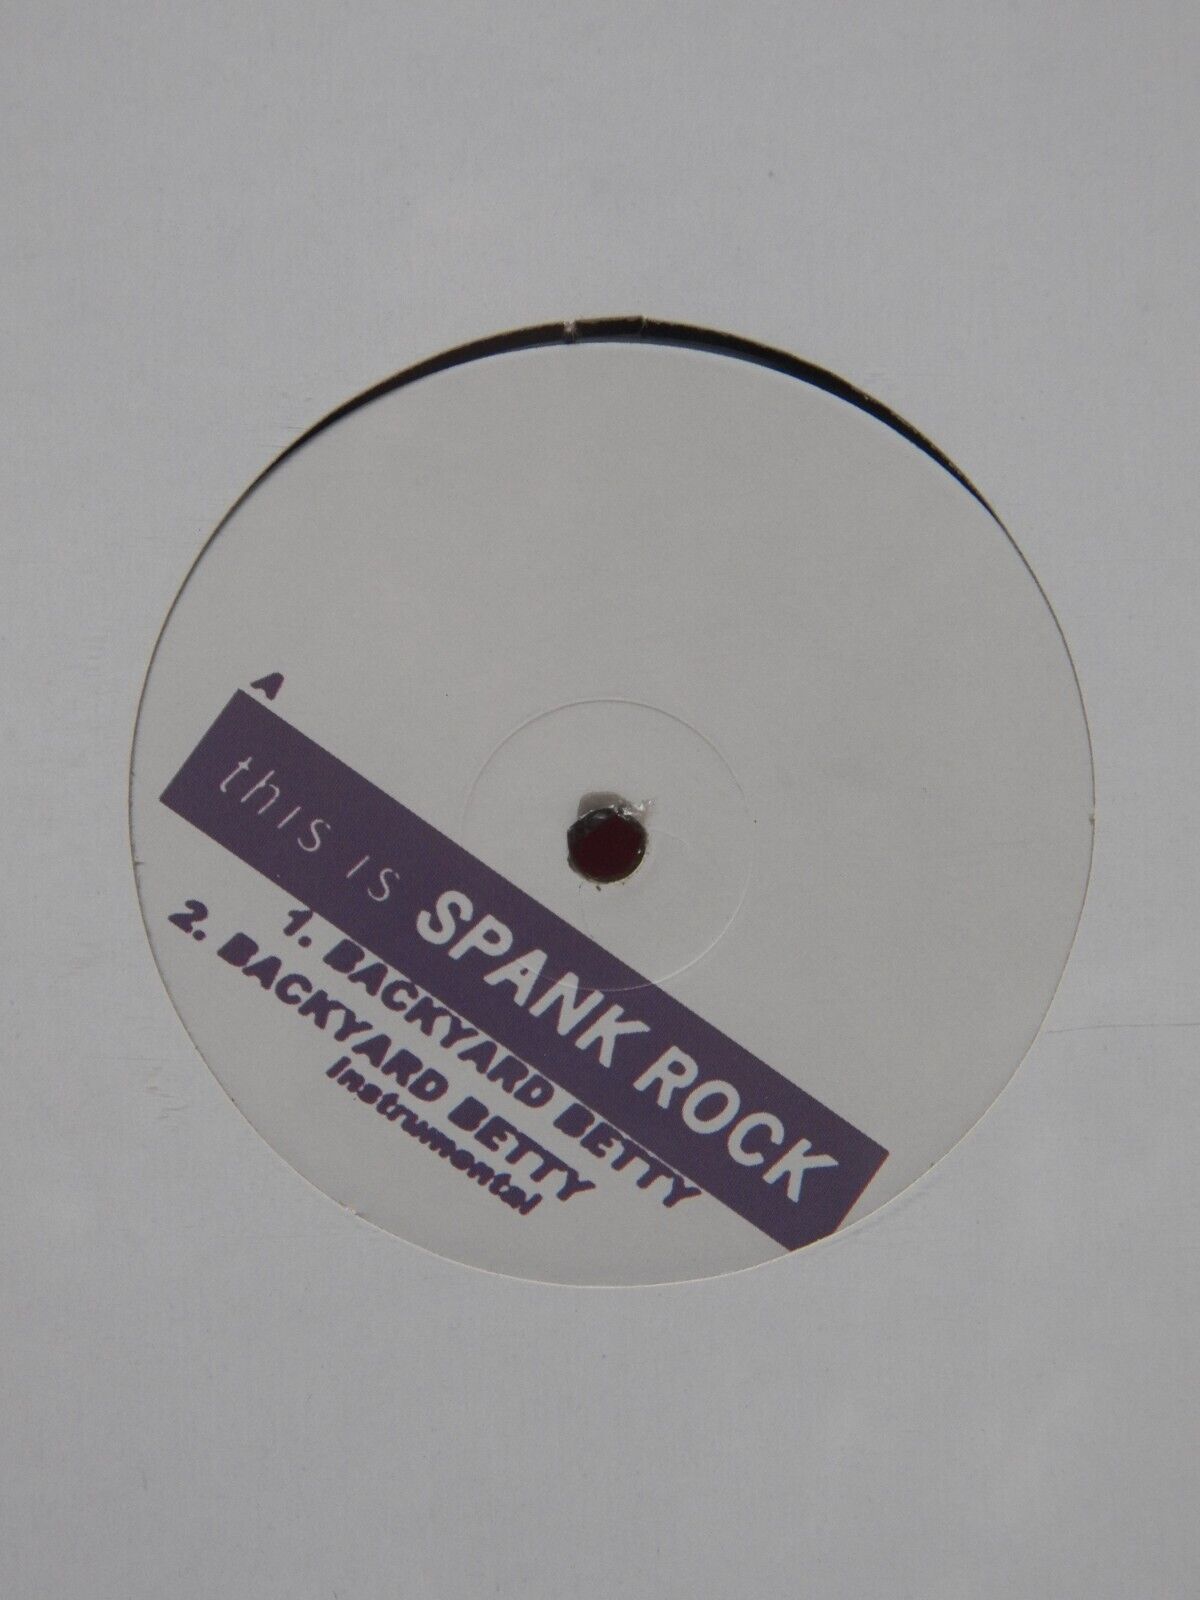 A
this is SPANK ROCK
1. BACKYARD BETTY
2. BACKYARD BETTY
Instrumental